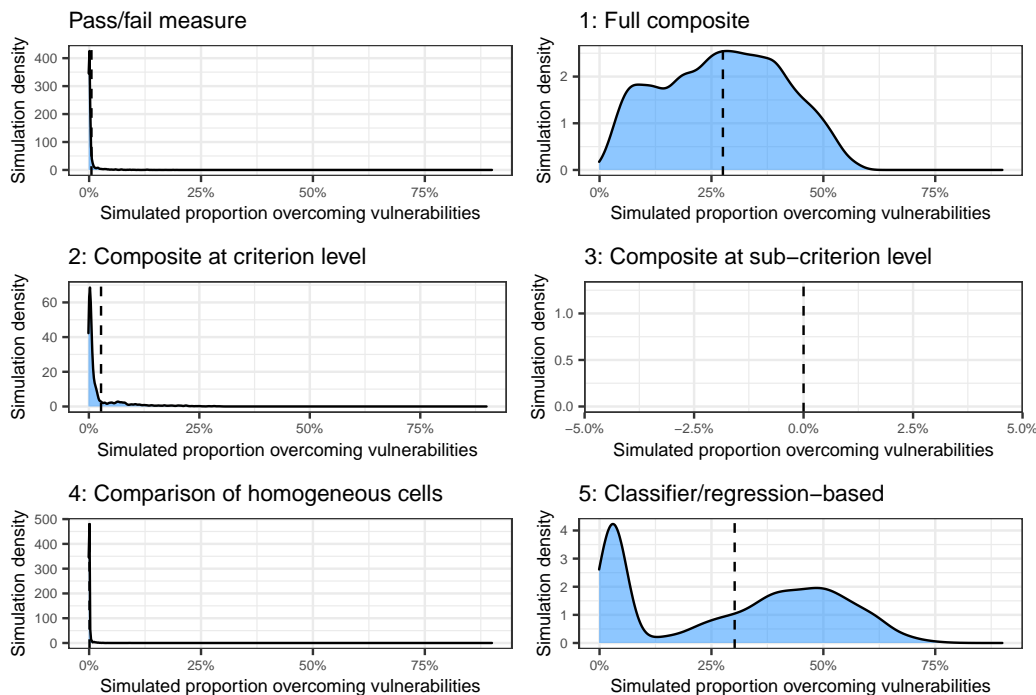 Pass/fail measure
Simulation density
400
300
200
100
0
0% 25% 50% 75%
Simulated proportion overcoming vulnerabilities
1: Full composite
Simulation density
2
1
0
0% 25% 50% 75%
Simulated proportion overcoming vulnerabilities
2: Composite at criterion level
Simulation density
60
40
20
0
0% 25% 50% 75%
Simulated proportion overcoming vulnerabilities
3: Composite at sub−criterion level
Simulation density
1.0
0.5
0.0
−5.0% −2.5% 0.0% 2.5% 5.0%
Simulated proportion overcoming vulnerabilities
4: Comparison of homogeneous cells
Simulation density
500
400
300
200
100
0
0% 25% 50% 75%
Simulated proportion overcoming vulnerabilities
5: Classifier/regression−based
Simulation density
4
3
2
1
0
0% 25% 50% 75%
Simulated proportion overcoming vulnerabilities